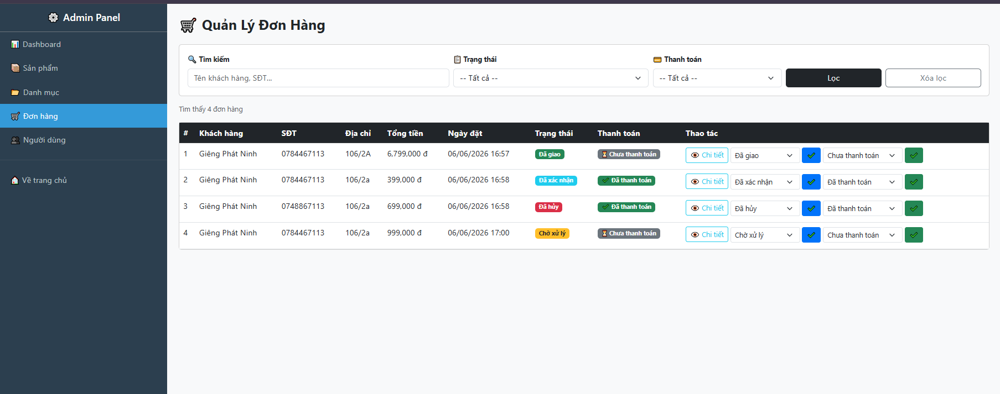 Admin Panel
Dashboard
Sản phẩm
Danh mục
Đơn hàng
Người dùng
Về trang chủ
Quản Lý Đơn Hàng
Tìm kiếm Trạng thái Thanh toán
Tên khách hàng, SĐT... -- Tất cả -- -- Tất cả -- Lọc Xóa lọc
Tìm thấy 4 đơn hàng
# Khách hàng SĐT Địa chỉ Tổng tiền Ngày đặt Trạng thái Thanh toán Thao tác
1 Giêng Phát Ninh 0784467113 106/2A 6,799,000 đ 06/06/2026 16:57 Đã giao Chưa thanh toán Chi tiết Đã giao Chưa thanh toán
2 Giêng Phát Ninh 0784467113 106/2a 399,000 đ 06/06/2026 16:58 Đã xác nhận Đã thanh toán Chi tiết Đã xác nhận Đã thanh toán
3 Giêng Phát Ninh 0748867113 106/2a 699,000 đ 06/06/2026 16:58 Đã hủy Đã thanh toán Chi tiết Đã hủy Đã thanh toán
4 Giêng Phát Ninh 0784467113 106/2a 999,000 đ 06/06/2026 17:00 Chờ xử lý Chưa thanh toán Chi tiết Chờ xử lý Chưa thanh toán